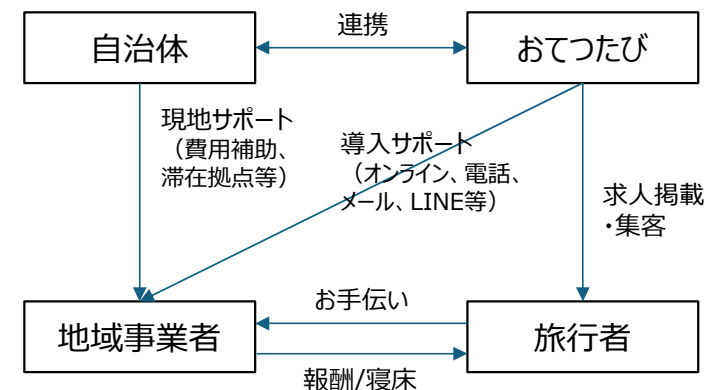 連携
自治体
おてつたび
現地サポート
（費用補助、
滞在拠点等）
導入サポート
（オンライン、電話、
メール、LINE等）
求人掲載
・集客
お手伝い
地域事業者
旅行者
報酬/寝床